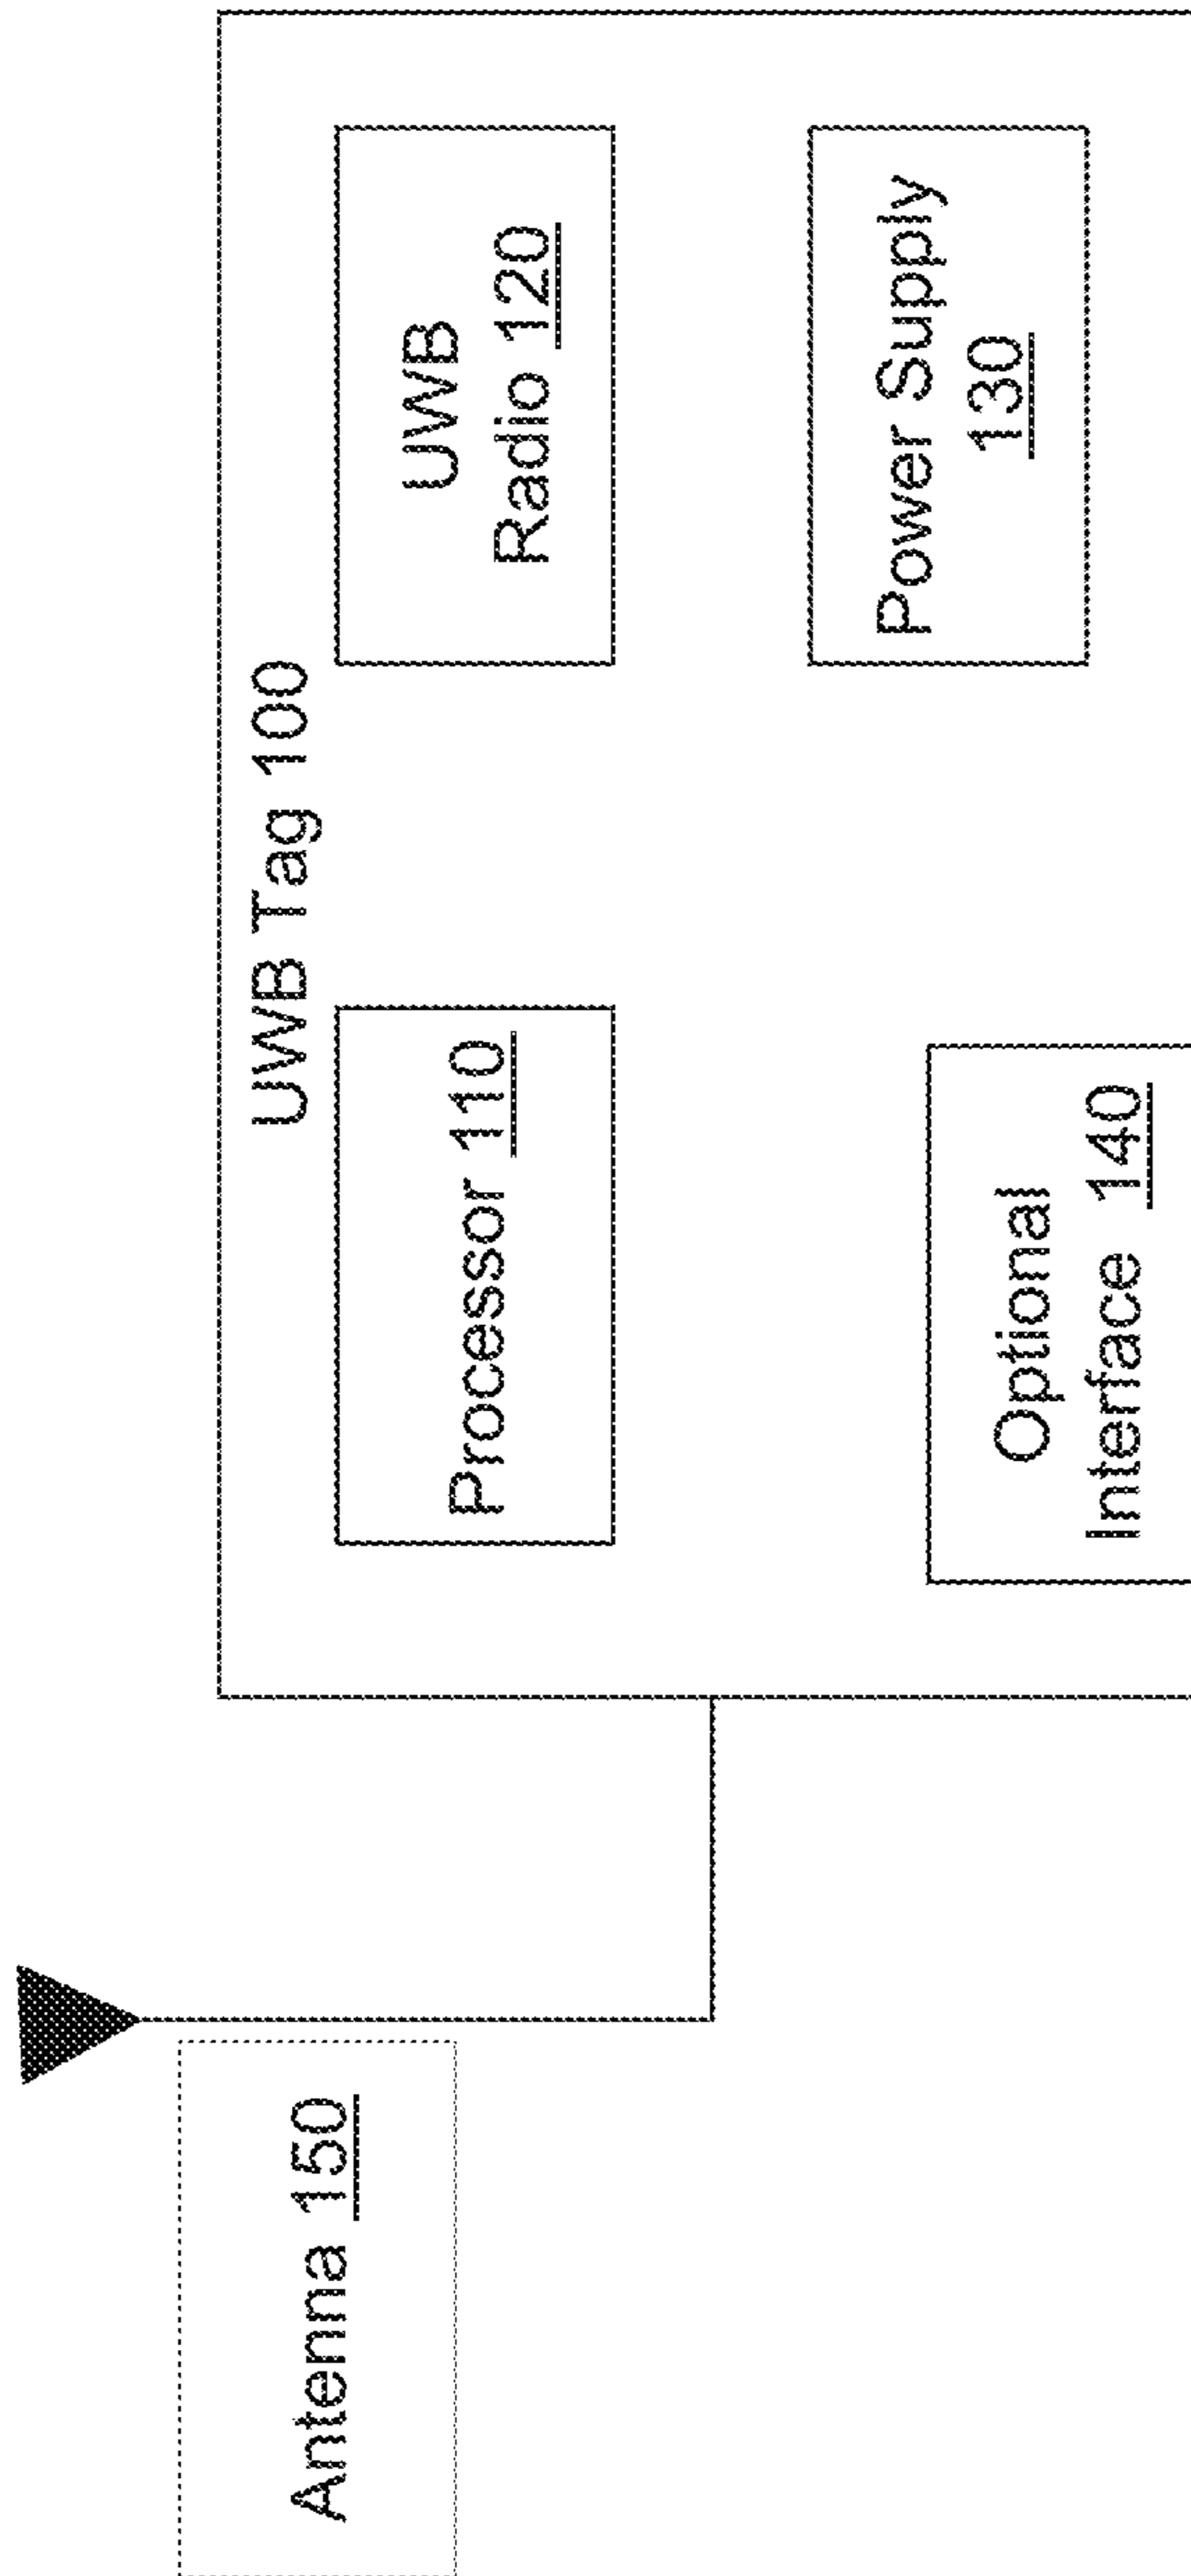 UWB Tag 100
Processor 110
UWB
Radio 120
Optional
Interface 140
Power Supply
130
Antenna 150